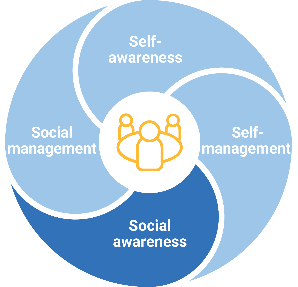 Self-
awareness
Social
management
Self-
management
Social
awareness